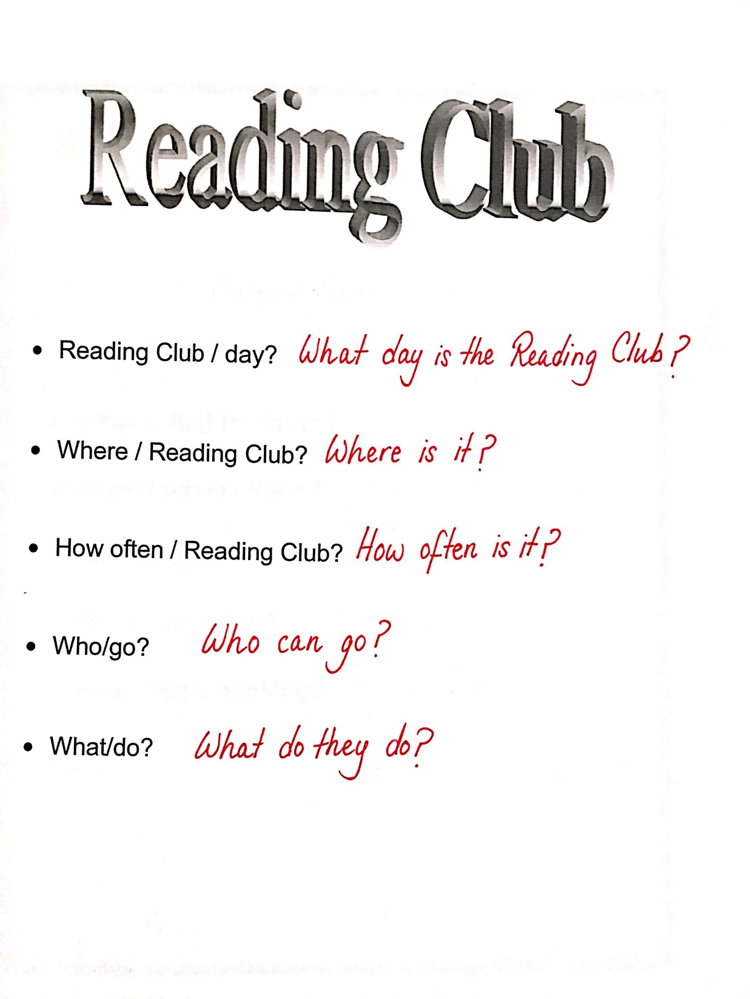 Reading Club
• Reading Club / day? What day is the Reading Club?
• Where / Reading Club? Where is it?
• How often / Reading Club? How often is it?
• Who/go? Who can go?
• What/do? What do they do?